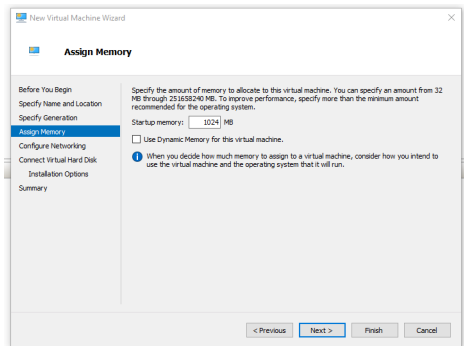 New Virtual Machine Wizard
Assign Memory
Before You Begin
Specify Name and Location
Specify Generation
Assign Memory
Configure Networking
Connect Virtual Hard Disk
Installation Options
Summary
Specify the amount of memory to allocate to this virtual machine. You can specify an amount from 32
MB through 251658240 MB. To improve performance, specify more than the minimum amount
recommended for the operating system.
Startup memory: 1024 MB
Use Dynamic Memory for this virtual machine.
When you decide how much memory to assign to a virtual machine, consider how you intend to
use the virtual machine and the operating system that it will run.
< Previous Next > Finish Cancel